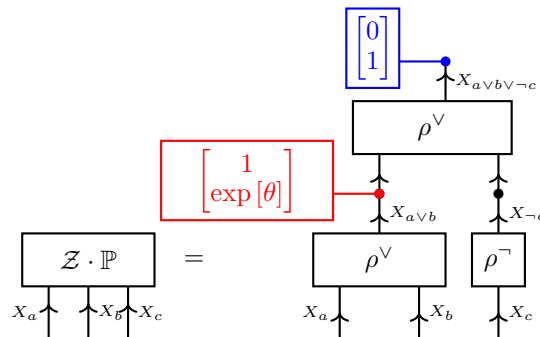 [0
1]
X_{a∨b∨¬c}
ρ^∨
[1
exp [θ]]
X_{a∨b}
X_{¬c}
𝒵 · ℙ
=
ρ^∨
ρ^¬
X_a X_b X_c
X_a X_b X_c